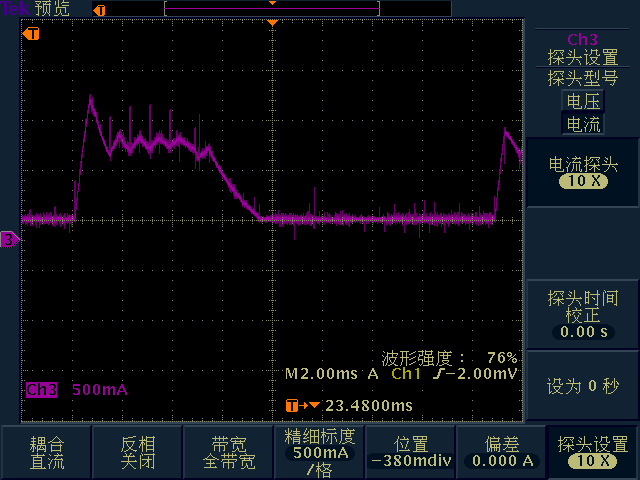 Tek 预览
T
T
3
Ch3
探头设置
探头型号
电压
电流
电流探头
10 X
探头时间
校正
0.00 s
设为 0 秒
波形强度： 76%
M2.00ms A Ch1 -2.00mV
Ch3 500mA
T 23.4800ms
耦合
直流
反相
关闭
带宽
全带宽
精细标度
500mA
/格
位置
-380mdiv
偏差
0.000 A
探头设置
10 X